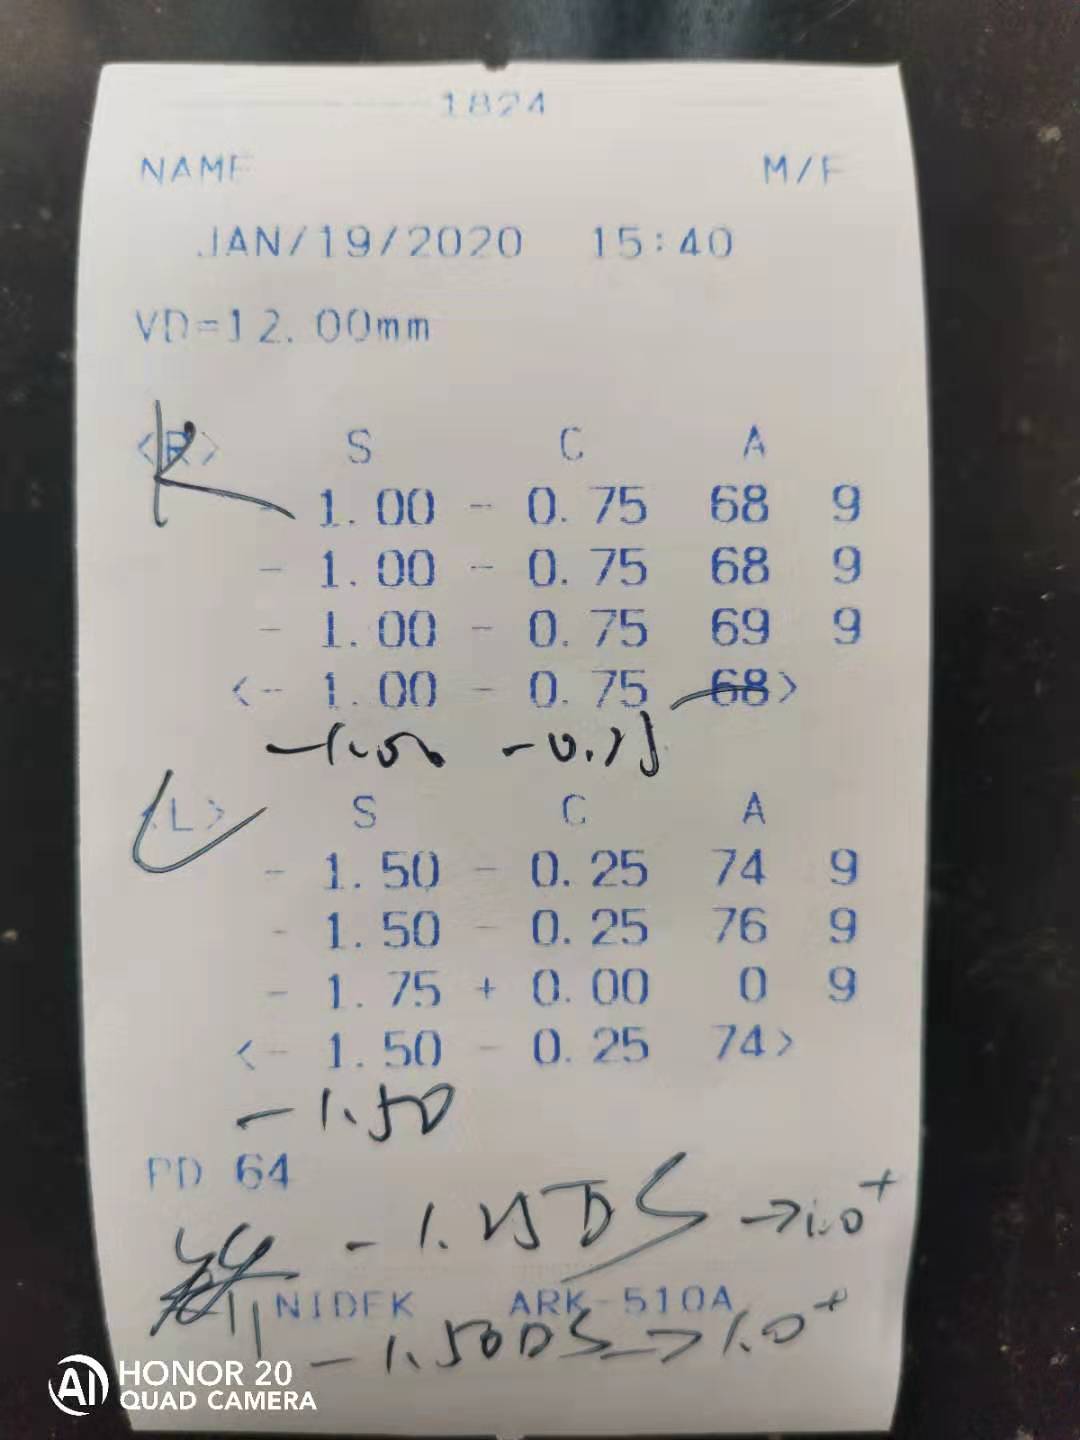 1824
NAME M/F
JAN/19/2020 15:40
VD=12.00mm
<R> S C A
R
- 1.00 - 0.75 68 9
- 1.00 - 0.75 68 9
- 1.00 - 0.75 69 9
<- 1.00 - 0.75 68>
-1.00 -0.75
<L> S C A
L
- 1.50 - 0.25 74 9
- 1.50 - 0.25 76 9
- 1.75 + 0.00 0 9
<- 1.50 - 0.25 74>
-1.50
PD 64
-1.25DS →1.0+
NIDEK ARK-510A
-1.50DS→1.0+
HONOR 20
AI QUAD CAMERA